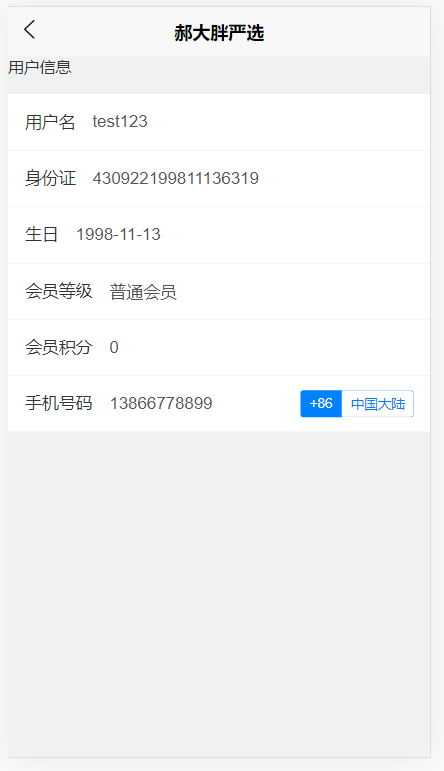 郝大胖严选
用户信息
用户名 test123
身份证 430922199811136319
生日 1998-11-13
会员等级 普通会员
会员积分 0
手机号码 13866778899 +86 中国大陆